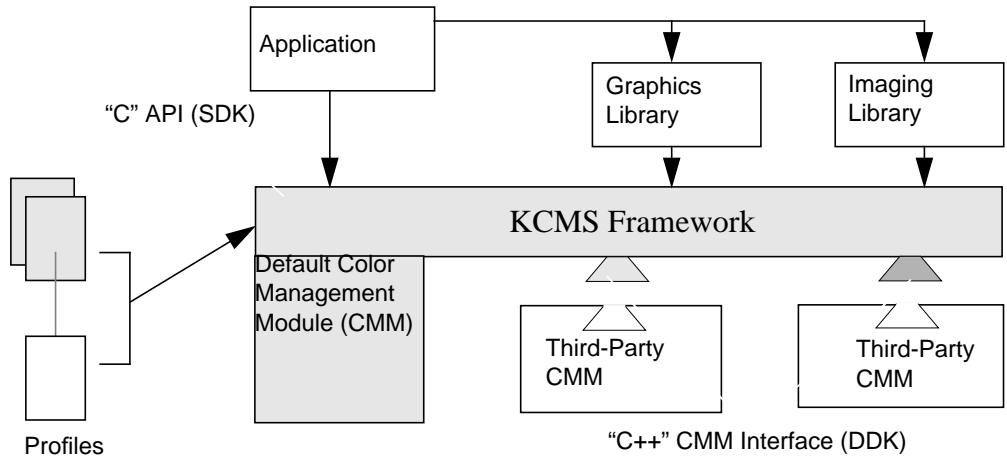 Application
"C" API (SDK)
Graphics
Library
Imaging
Library
KCMS Framework
Default Color
Management
Module (CMM)
Third-Party
CMM
Third-Party
CMM
Profiles
“C++” CMM Interface (DDK)